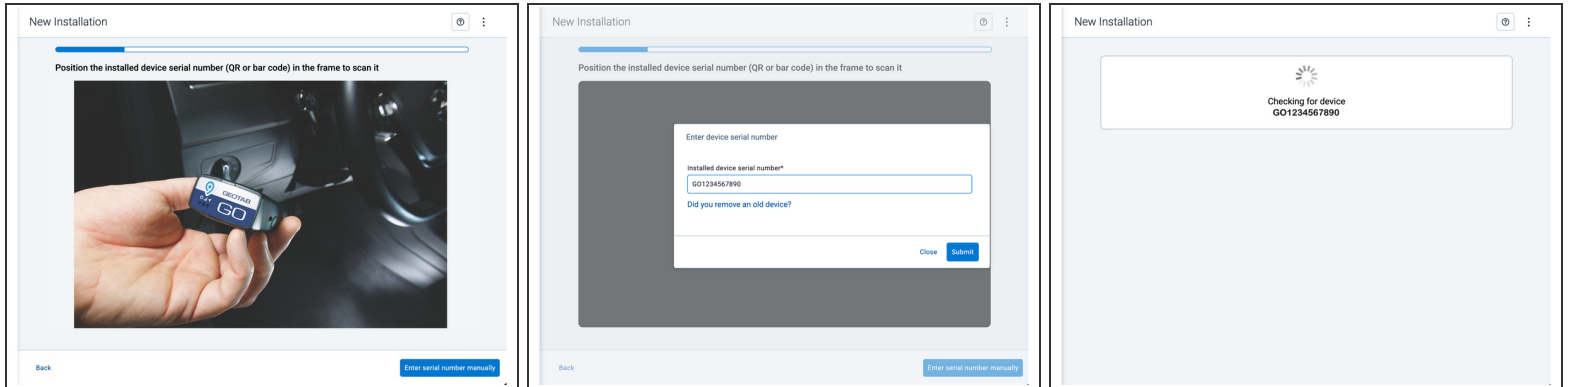 New Installation
Position the installed device serial number (QR or bar code) in the frame to scan it
GEOTAB
GO
Back
Enter serial number manually
New Installation
Position the installed device serial number (QR or bar code) in the frame to scan it
Enter device serial number
Installed device serial number*
GO1234567890
Did you remove an old device?
Close
Submit
Back
Enter serial number manually
New Installation
Checking for device
GO1234567890